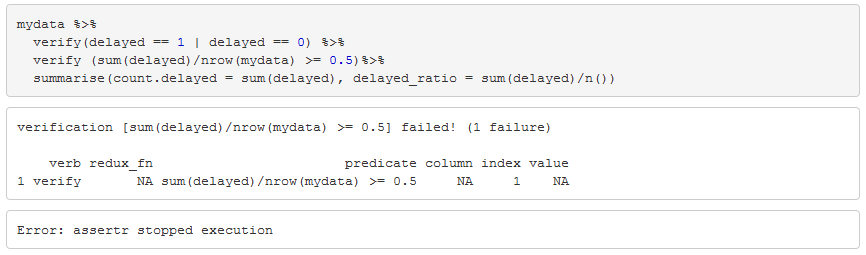 mydata %>%
  verify(delayed == 1 | delayed == 0) %>%
  verify (sum(delayed)/nrow(mydata) >= 0.5)%>%
  summarise(count.delayed = sum(delayed), delayed_ratio = sum(delayed)/n())
verification [sum(delayed)/nrow(mydata) >= 0.5] failed! (1 failure)
    verb redux_fn                        predicate column index value
1 verify       NA sum(delayed)/nrow(mydata) >= 0.5     NA     1    NA
Error: assertr stopped execution